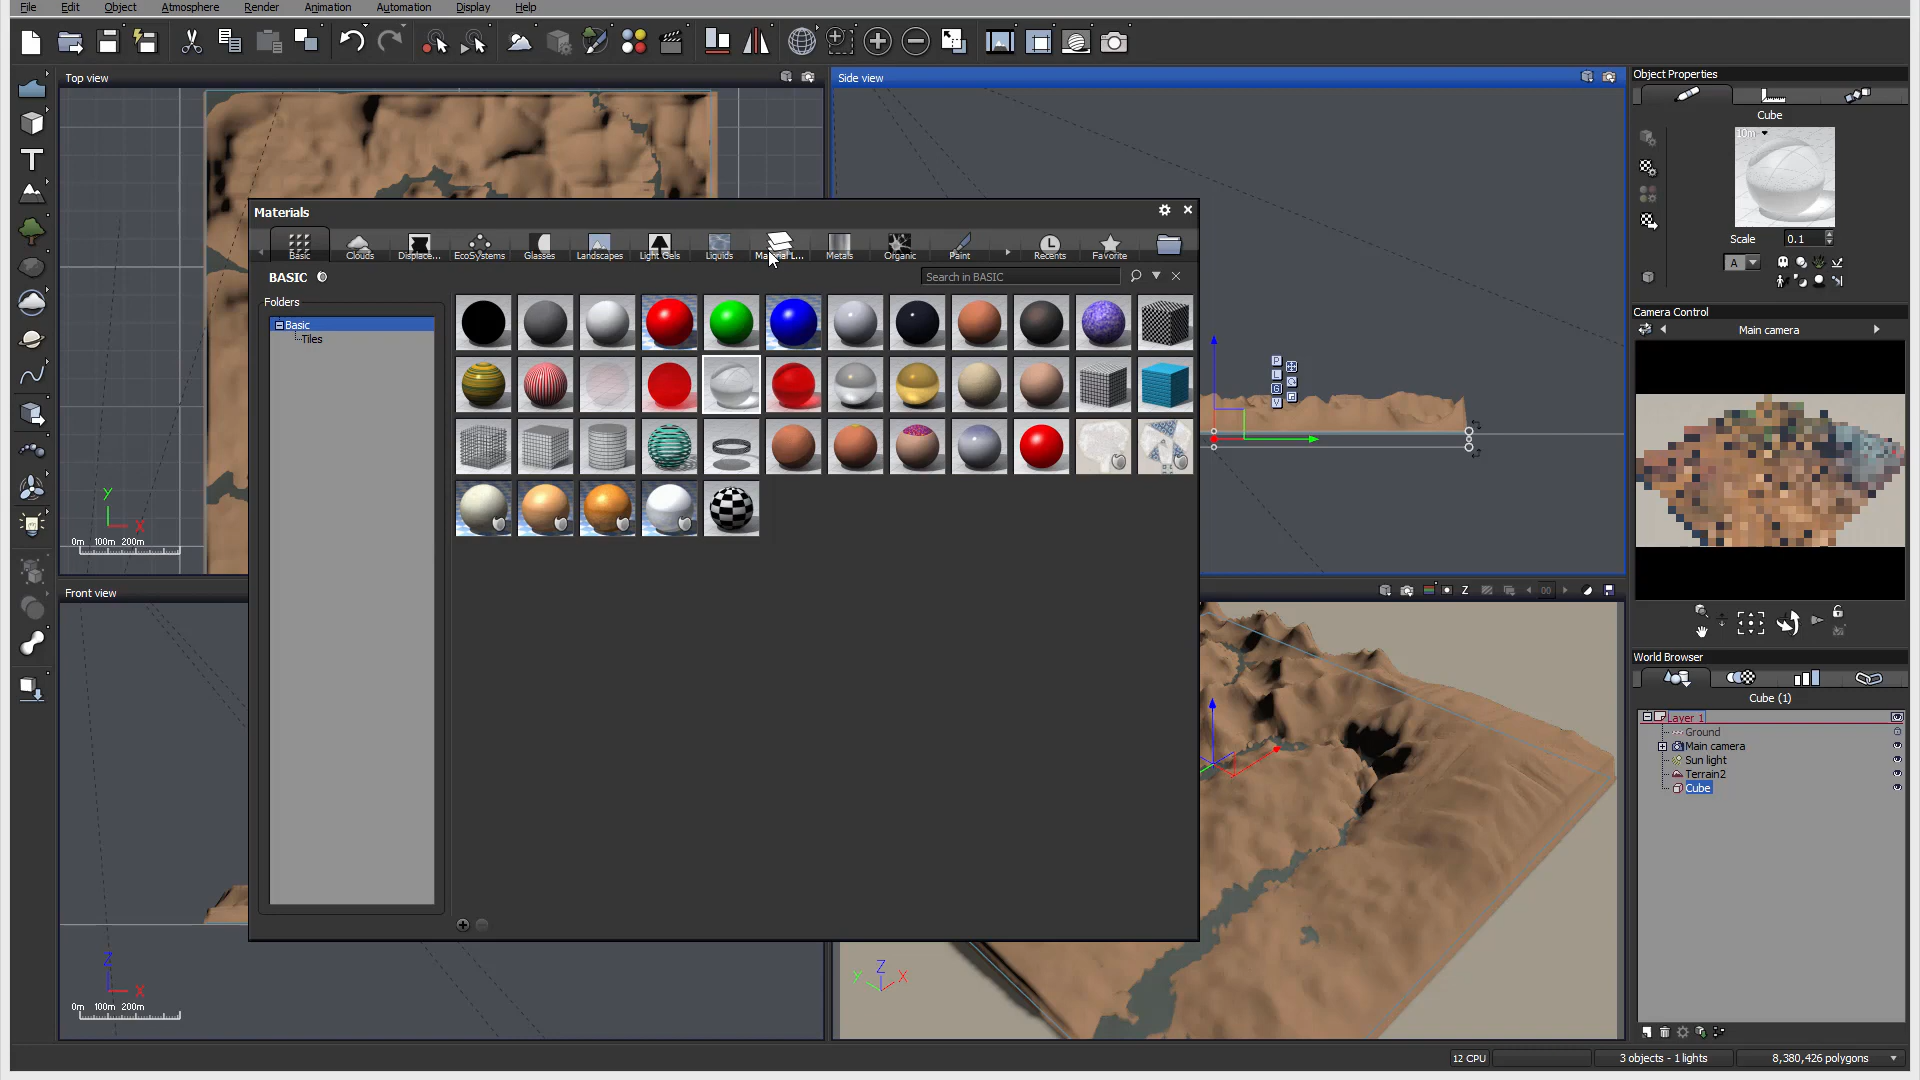 File Edit Object Atmosphere Render Animation Automation Display Help
Top view
Side view
Object Properties
Cube
10m
Scale 0.1
A
Camera Control
Main camera
World Browser
Cube (1)
Layer 1
Ground
Main camera
Sun light
Terrain2
Cube
Materials
Basic Clouds Displace... EcoSystems Glasses Landscapes Light Gels Liquids Material L... Metals Organic Paint Recents Favorite
BASIC
Search in BASIC
Folders
Basic
Tiles
P
L
G
V
Y
X
0m 100m 200m
Front view
Z
X
0m 100m 200m
Z
00
Y Z X
12 CPU
3 objects - 1 lights
8,380,426 polygons